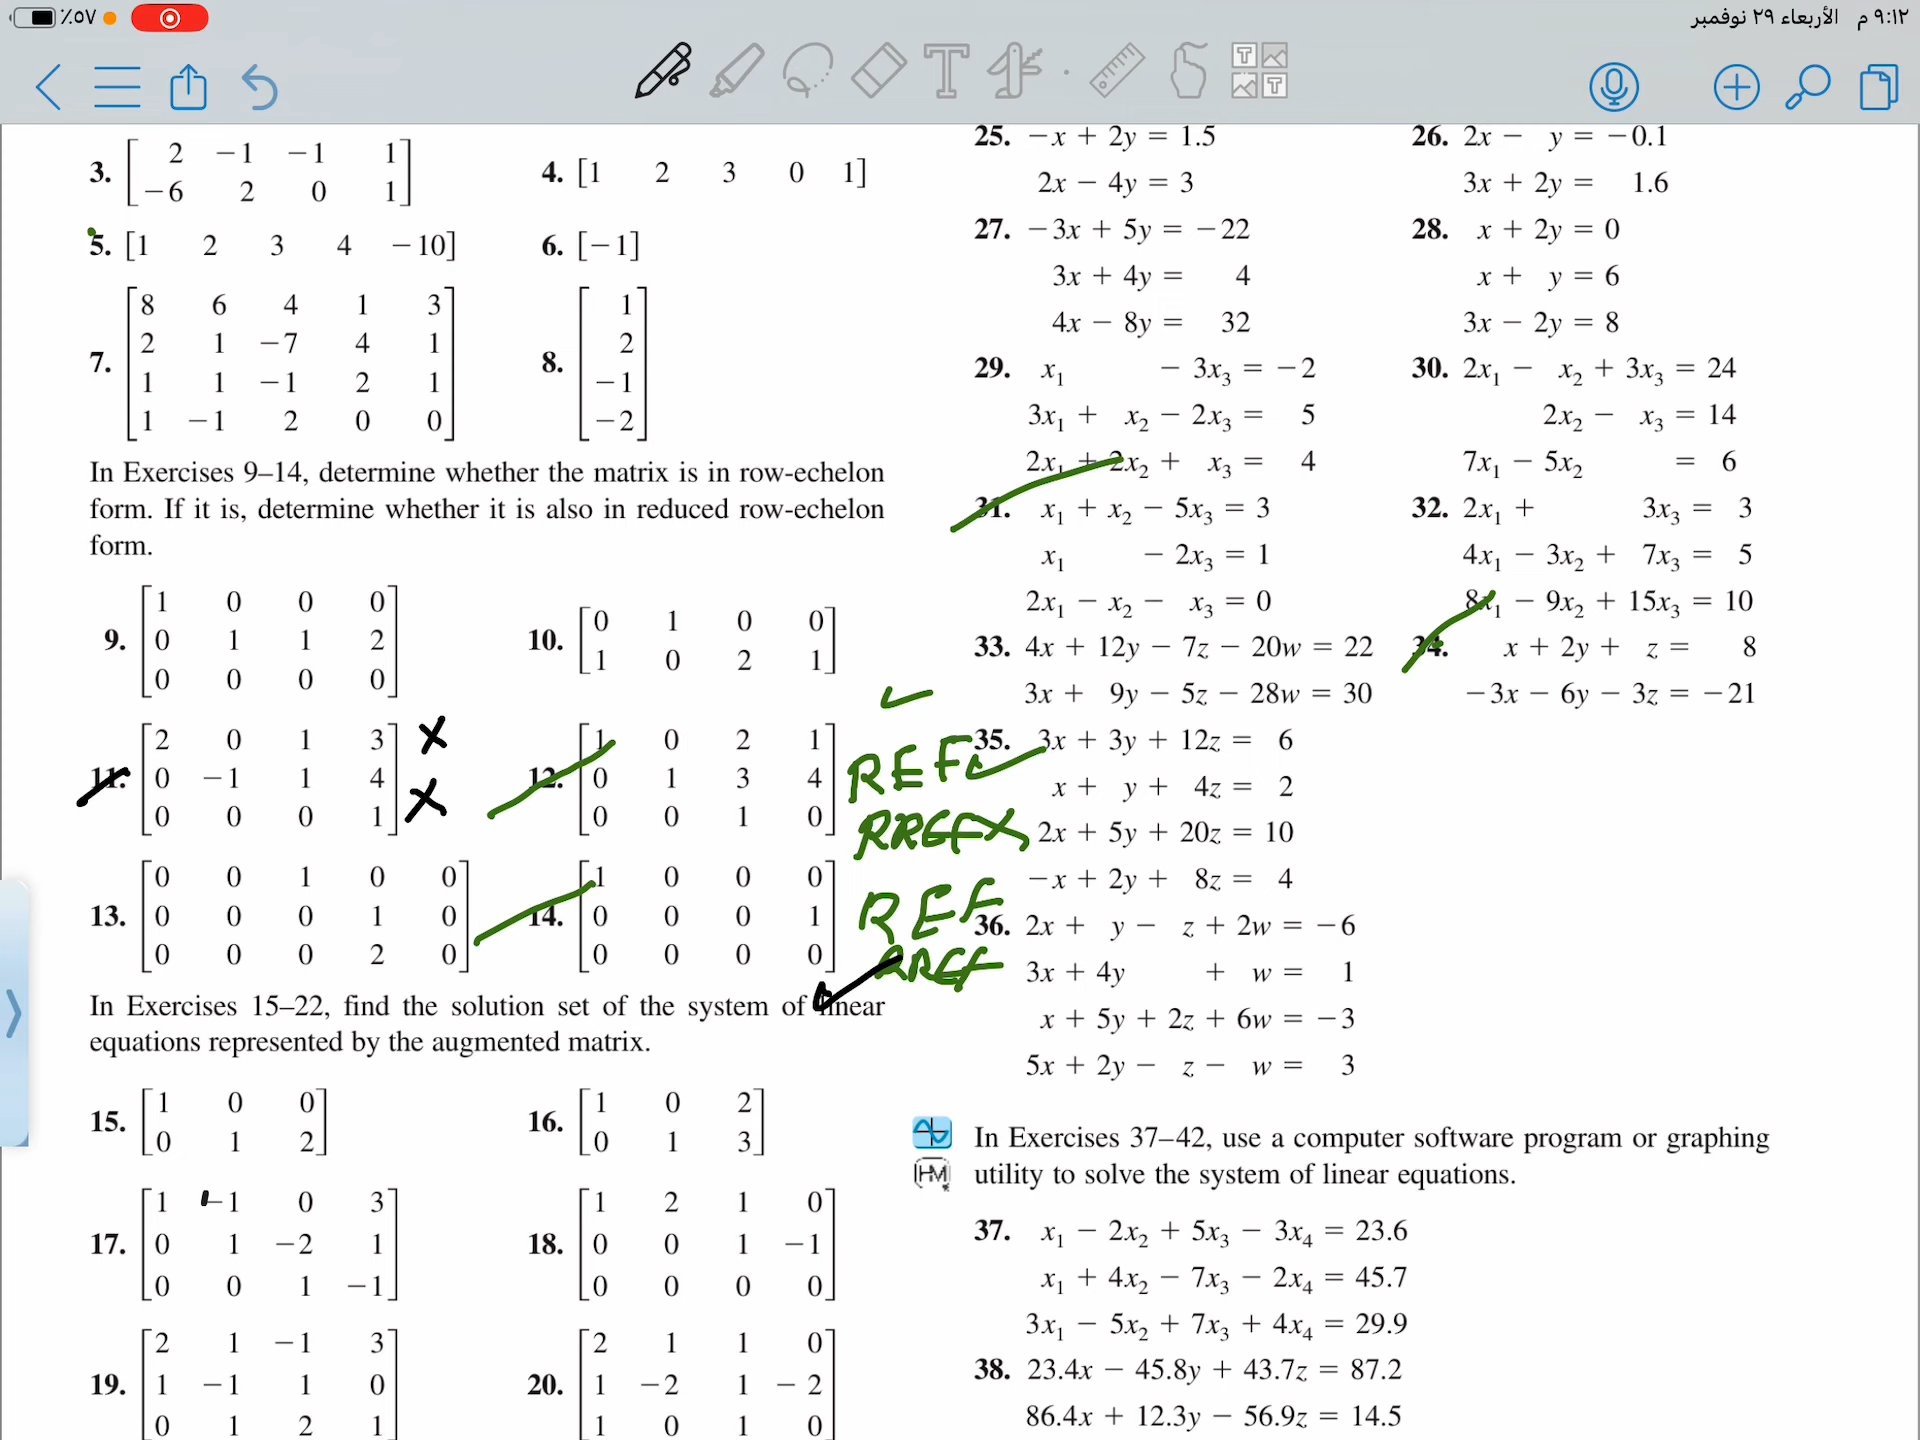 ٪٥٧
٩:١٢ م الأربعاء ٢٩ نوفمبر
3. [2 −1 −1 1
−6 2 0 1]
4. [1 2 3 0 1]
5. [1 2 3 4 −10]
6. [−1]
7. [8 6 4 1 3
2 1 −7 4 1
1 1 −1 2 1
1 −1 2 0 0]
8. [1
2
−1
−2]
In Exercises 9–14, determine whether the matrix is in row-echelon
form. If it is, determine whether it is also in reduced row-echelon
form.
9. [1 0 0 0
0 1 1 2
0 0 0 0]
10. [0 1 0 0
1 0 2 1]
11. [2 0 1 3
0 −1 1 4
0 0 0 1]
X
X
12. [1 0 2 1
0 1 3 4
0 0 1 0]
REF
RREF X
13. [0 0 1 0 0
0 0 0 1 0
0 0 0 2 0]
14. [1 0 0 0
0 0 0 1
0 0 0 0]
REF
RREF
In Exercises 15–22, find the solution set of the system of linear
equations represented by the augmented matrix.
15. [1 0 0
0 1 2]
16. [1 0 2
0 1 3]
17. [1 −1 0 3
0 1 −2 1
0 0 1 −1]
18. [1 2 1 0
0 0 1 −1
0 0 0 0]
19. [2 1 −1 3
1 −1 1 0
0 1 2 1]
20. [2 1 1 0
1 −2 1 −2
1 0 1 0]
25. −x + 2y = 1.5
2x − 4y = 3
26. 2x − y = −0.1
3x + 2y = 1.6
27. −3x + 5y = −22
3x + 4y = 4
4x − 8y = 32
28. x + 2y = 0
x + y = 6
3x − 2y = 8
29. x₁ − 3x₃ = −2
3x₁ + x₂ − 2x₃ = 5
2x₁ + 2x₂ + x₃ = 4
30. 2x₁ − x₂ + 3x₃ = 24
2x₂ − x₃ = 14
7x₁ − 5x₂ = 6
31. x₁ + x₂ − 5x₃ = 3
x₁ − 2x₃ = 1
2x₁ − x₂ − x₃ = 0
32. 2x₁ + 3x₃ = 3
4x₁ − 3x₂ + 7x₃ = 5
8x₁ − 9x₂ + 15x₃ = 10
33. 4x + 12y − 7z − 20w = 22
3x + 9y − 5z − 28w = 30
34. x + 2y + z = 8
−3x − 6y − 3z = −21
35. 3x + 3y + 12z = 6
x + y + 4z = 2
2x + 5y + 20z = 10
−x + 2y + 8z = 4
36. 2x + y − z + 2w = −6
3x + 4y + w = 1
x + 5y + 2z + 6w = −3
5x + 2y − z − w = 3
HM
In Exercises 37–42, use a computer software program or graphing
utility to solve the system of linear equations.
37. x₁ − 2x₂ + 5x₃ − 3x₄ = 23.6
x₁ + 4x₂ − 7x₃ − 2x₄ = 45.7
3x₁ − 5x₂ + 7x₃ + 4x₄ = 29.9
38. 23.4x − 45.8y + 43.7z = 87.2
86.4x + 12.3y − 56.9z = 14.5